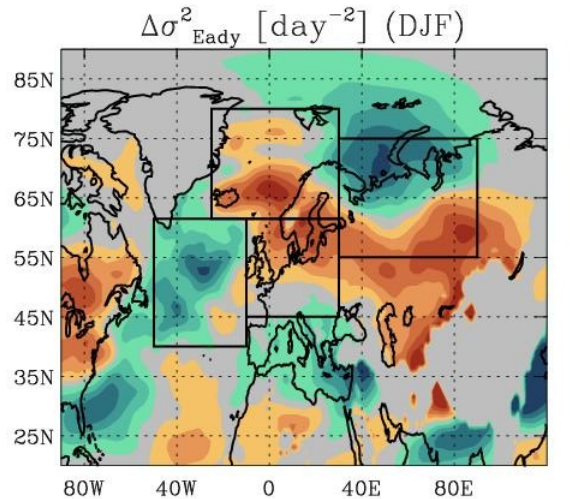 Δσ²Eady [day⁻²] (DJF)
85N
75N
65N
55N
45N
35N
25N
80W 40W 0 40E 80E